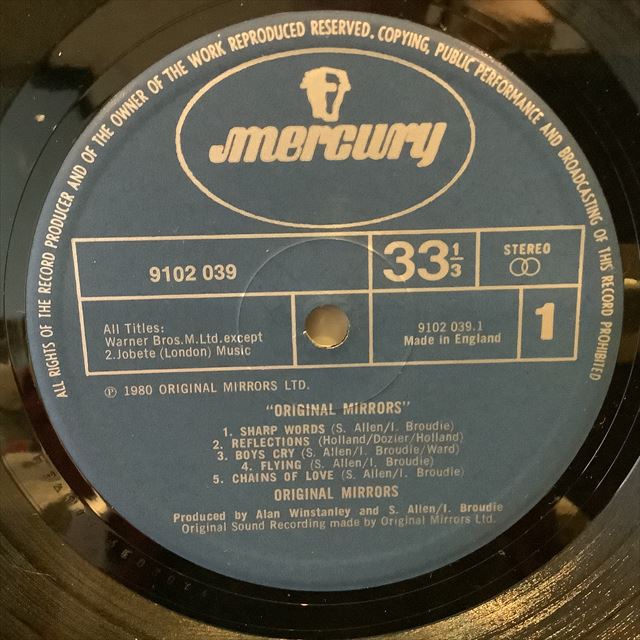 ALL RIGHTS OF THE RECORD PRODUCER AND OF THE OWNER OF THE WORK REPRODUCED RESERVED. COPYING, PUBLIC PERFORMANCE AND BROADCASTING OF THIS RECORD PROHIBITED
mercury
9102 039
33 1/3
STEREO
All Titles:
Warner Bros.M.Ltd.except
2.Jobete (London) Music
9102 039.1
Made in England
1
℗ 1980 ORIGINAL MIRRORS LTD.
"ORIGINAL MIRRORS"
1. SHARP WORDS (S. Allen/I. Broudie)
2. REFLECTIONS (Holland/Dozier/Holland)
3. BOYS CRY (S. Allen/I. Broudie/Ward)
4. FLYING (S. Allen/I. Broudie)
5. CHAINS OF LOVE (S. Allen/I. Broudie)
ORIGINAL MIRRORS
Produced by Alan Winstanley and S. Allen/I. Broudie
Original Sound Recording made by Original Mirrors Ltd.